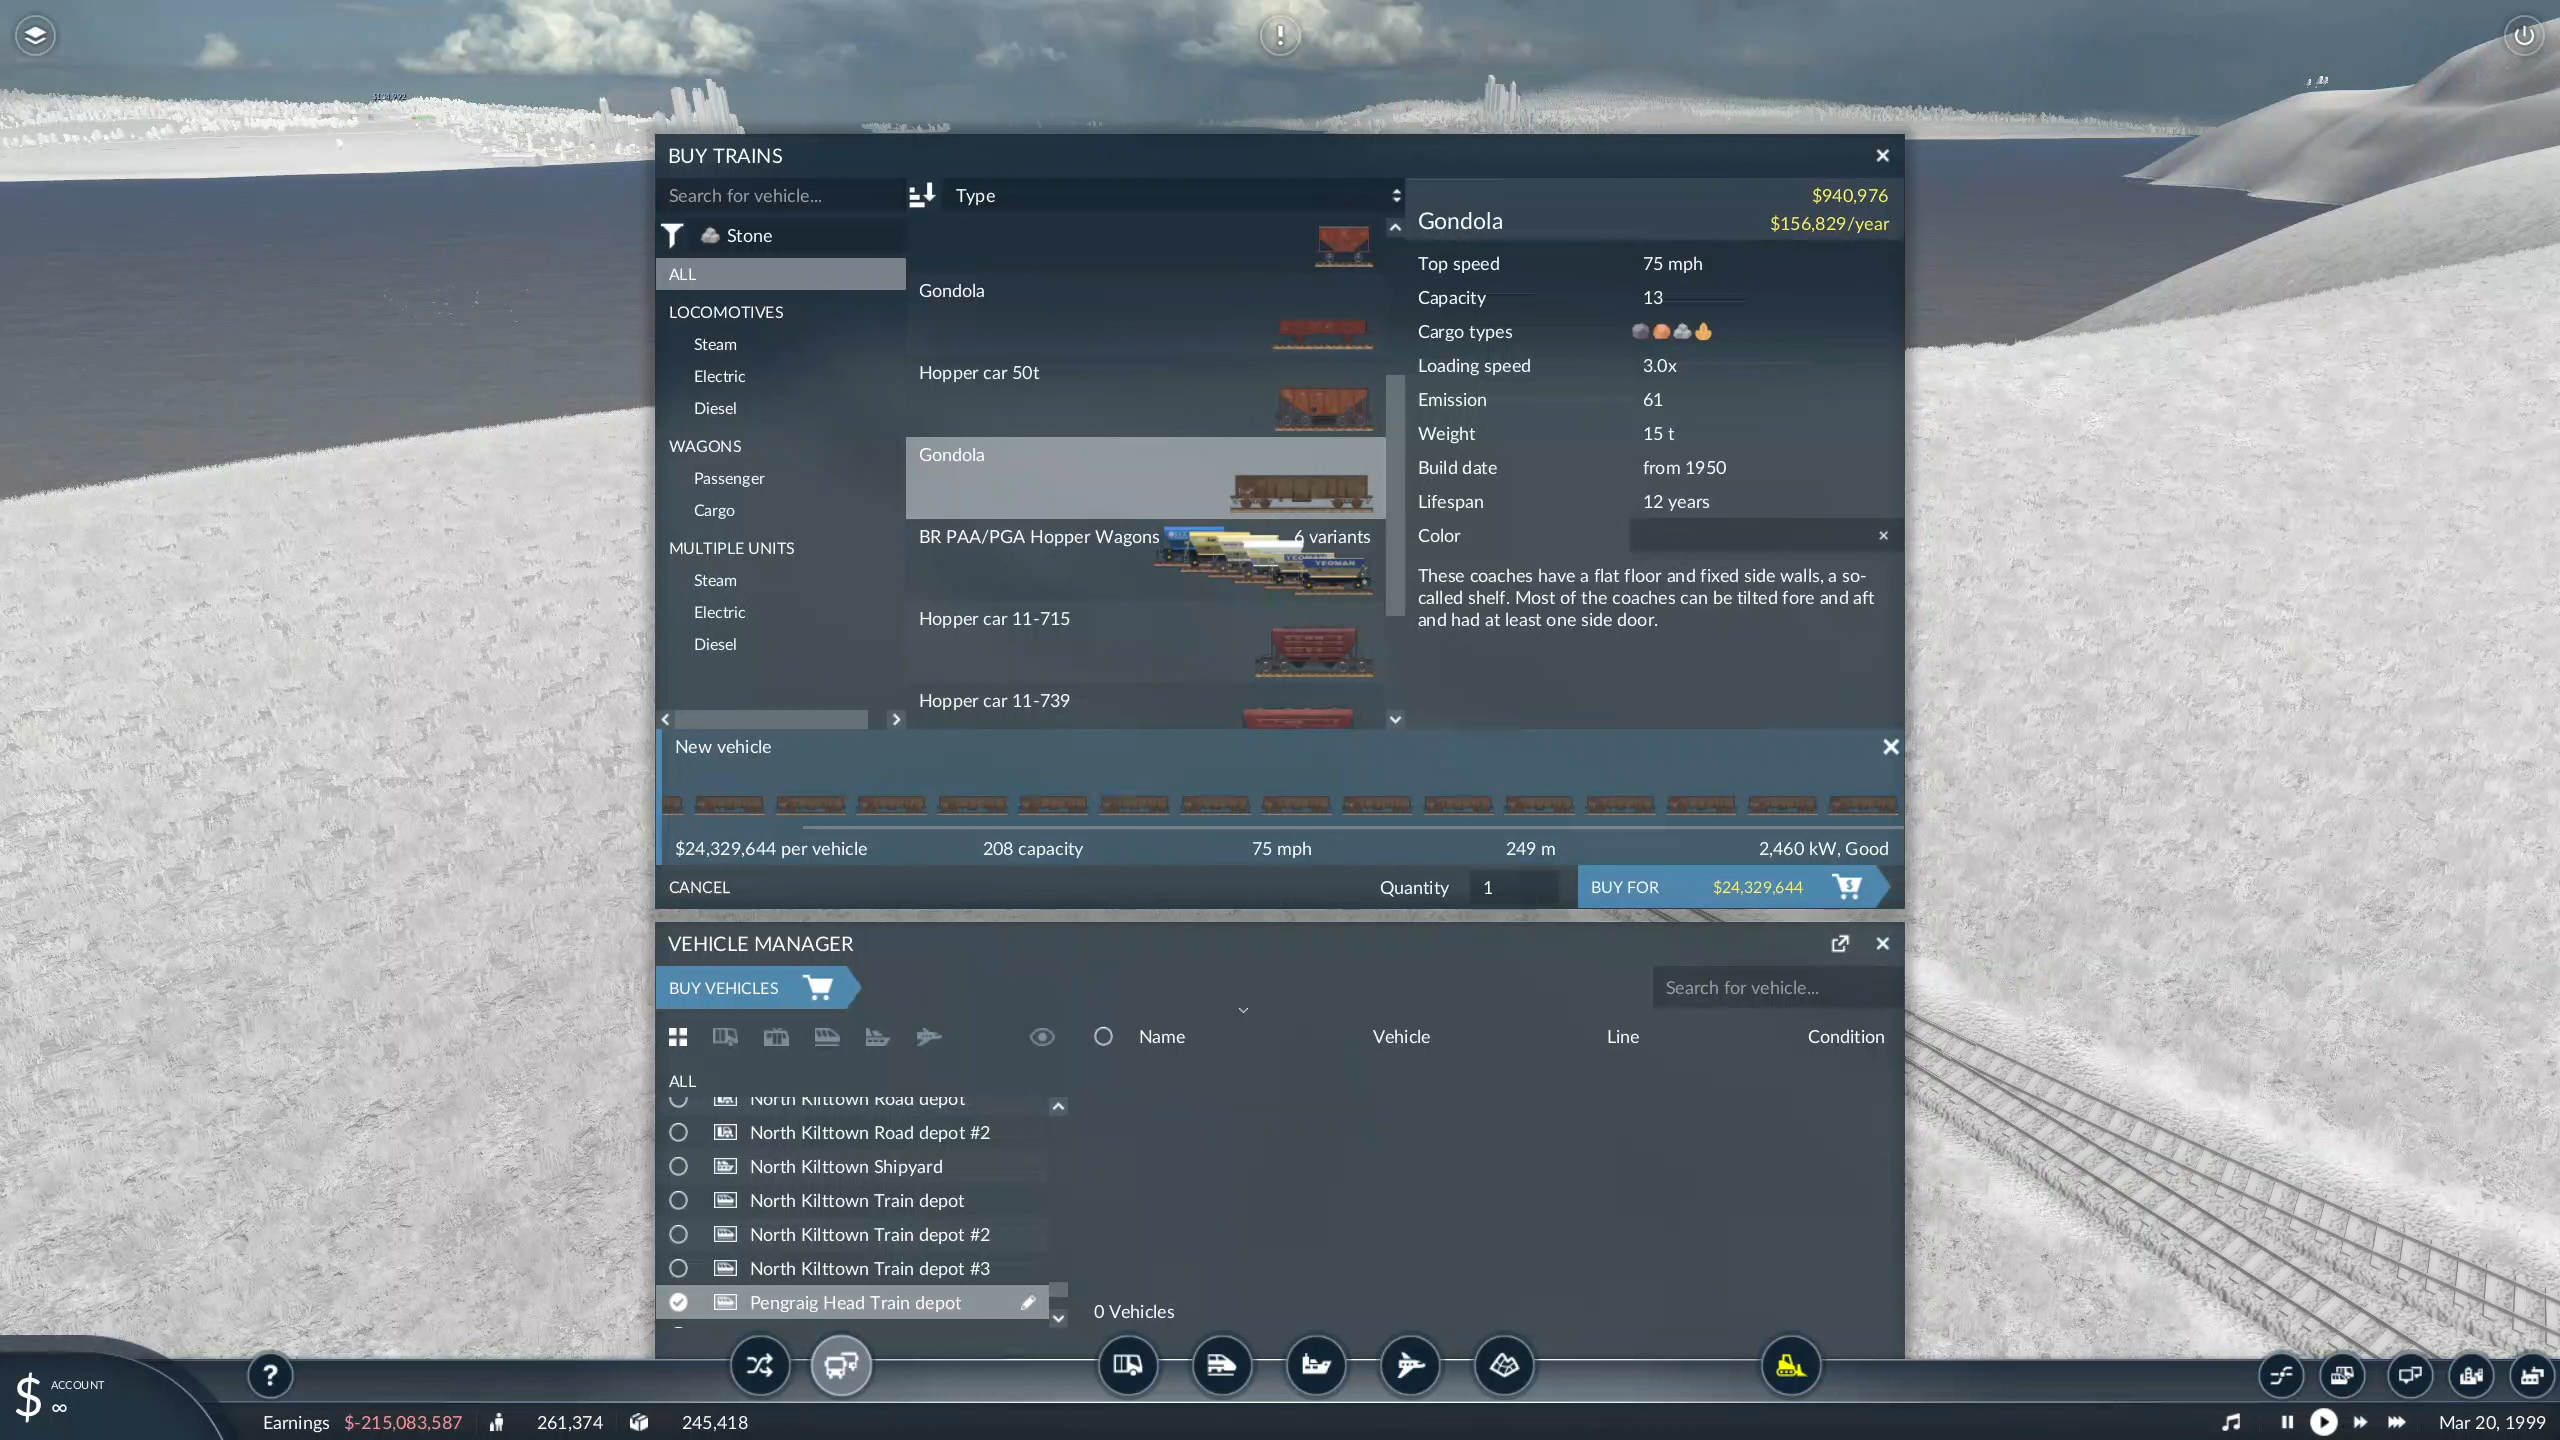 $134,992
BUY TRAINS
Search for vehicle...
Type
Stone
ALL
LOCOMOTIVES
Steam
Electric
Diesel
WAGONS
Passenger
Cargo
MULTIPLE UNITS
Steam
Electric
Diesel
Gondola
Hopper car 50t
Gondola
BR PAA/PGA Hopper Wagons
6 variants
YEOMAN
YEOMAN
Hopper car 11-715
Hopper car 11-739
Gondola
$940,976
$156,829/year
Top speed 75 mph
Capacity 13
Cargo types
Loading speed 3.0x
Emission 61
Weight 15 t
Build date from 1950
Lifespan 12 years
Color
These coaches have a flat floor and fixed side walls, a so-
called shelf. Most of the coaches can be tilted fore and aft
and had at least one side door.
New vehicle
$24,329,644 per vehicle 208 capacity 75 mph 249 m 2,460 kW, Good
CANCEL Quantity 1 BUY FOR $24,329,644
VEHICLE MANAGER
BUY VEHICLES
Search for vehicle...
Name Vehicle Line Condition
ALL
North Kilttown Road depot
North Kilttown Road depot #2
North Kilttown Shipyard
North Kilttown Train depot
North Kilttown Train depot #2
North Kilttown Train depot #3
Pengraig Head Train depot
0 Vehicles
$ ACCOUNT
∞
?
Earnings $-215,083,587 261,374 245,418
Mar 20, 1999